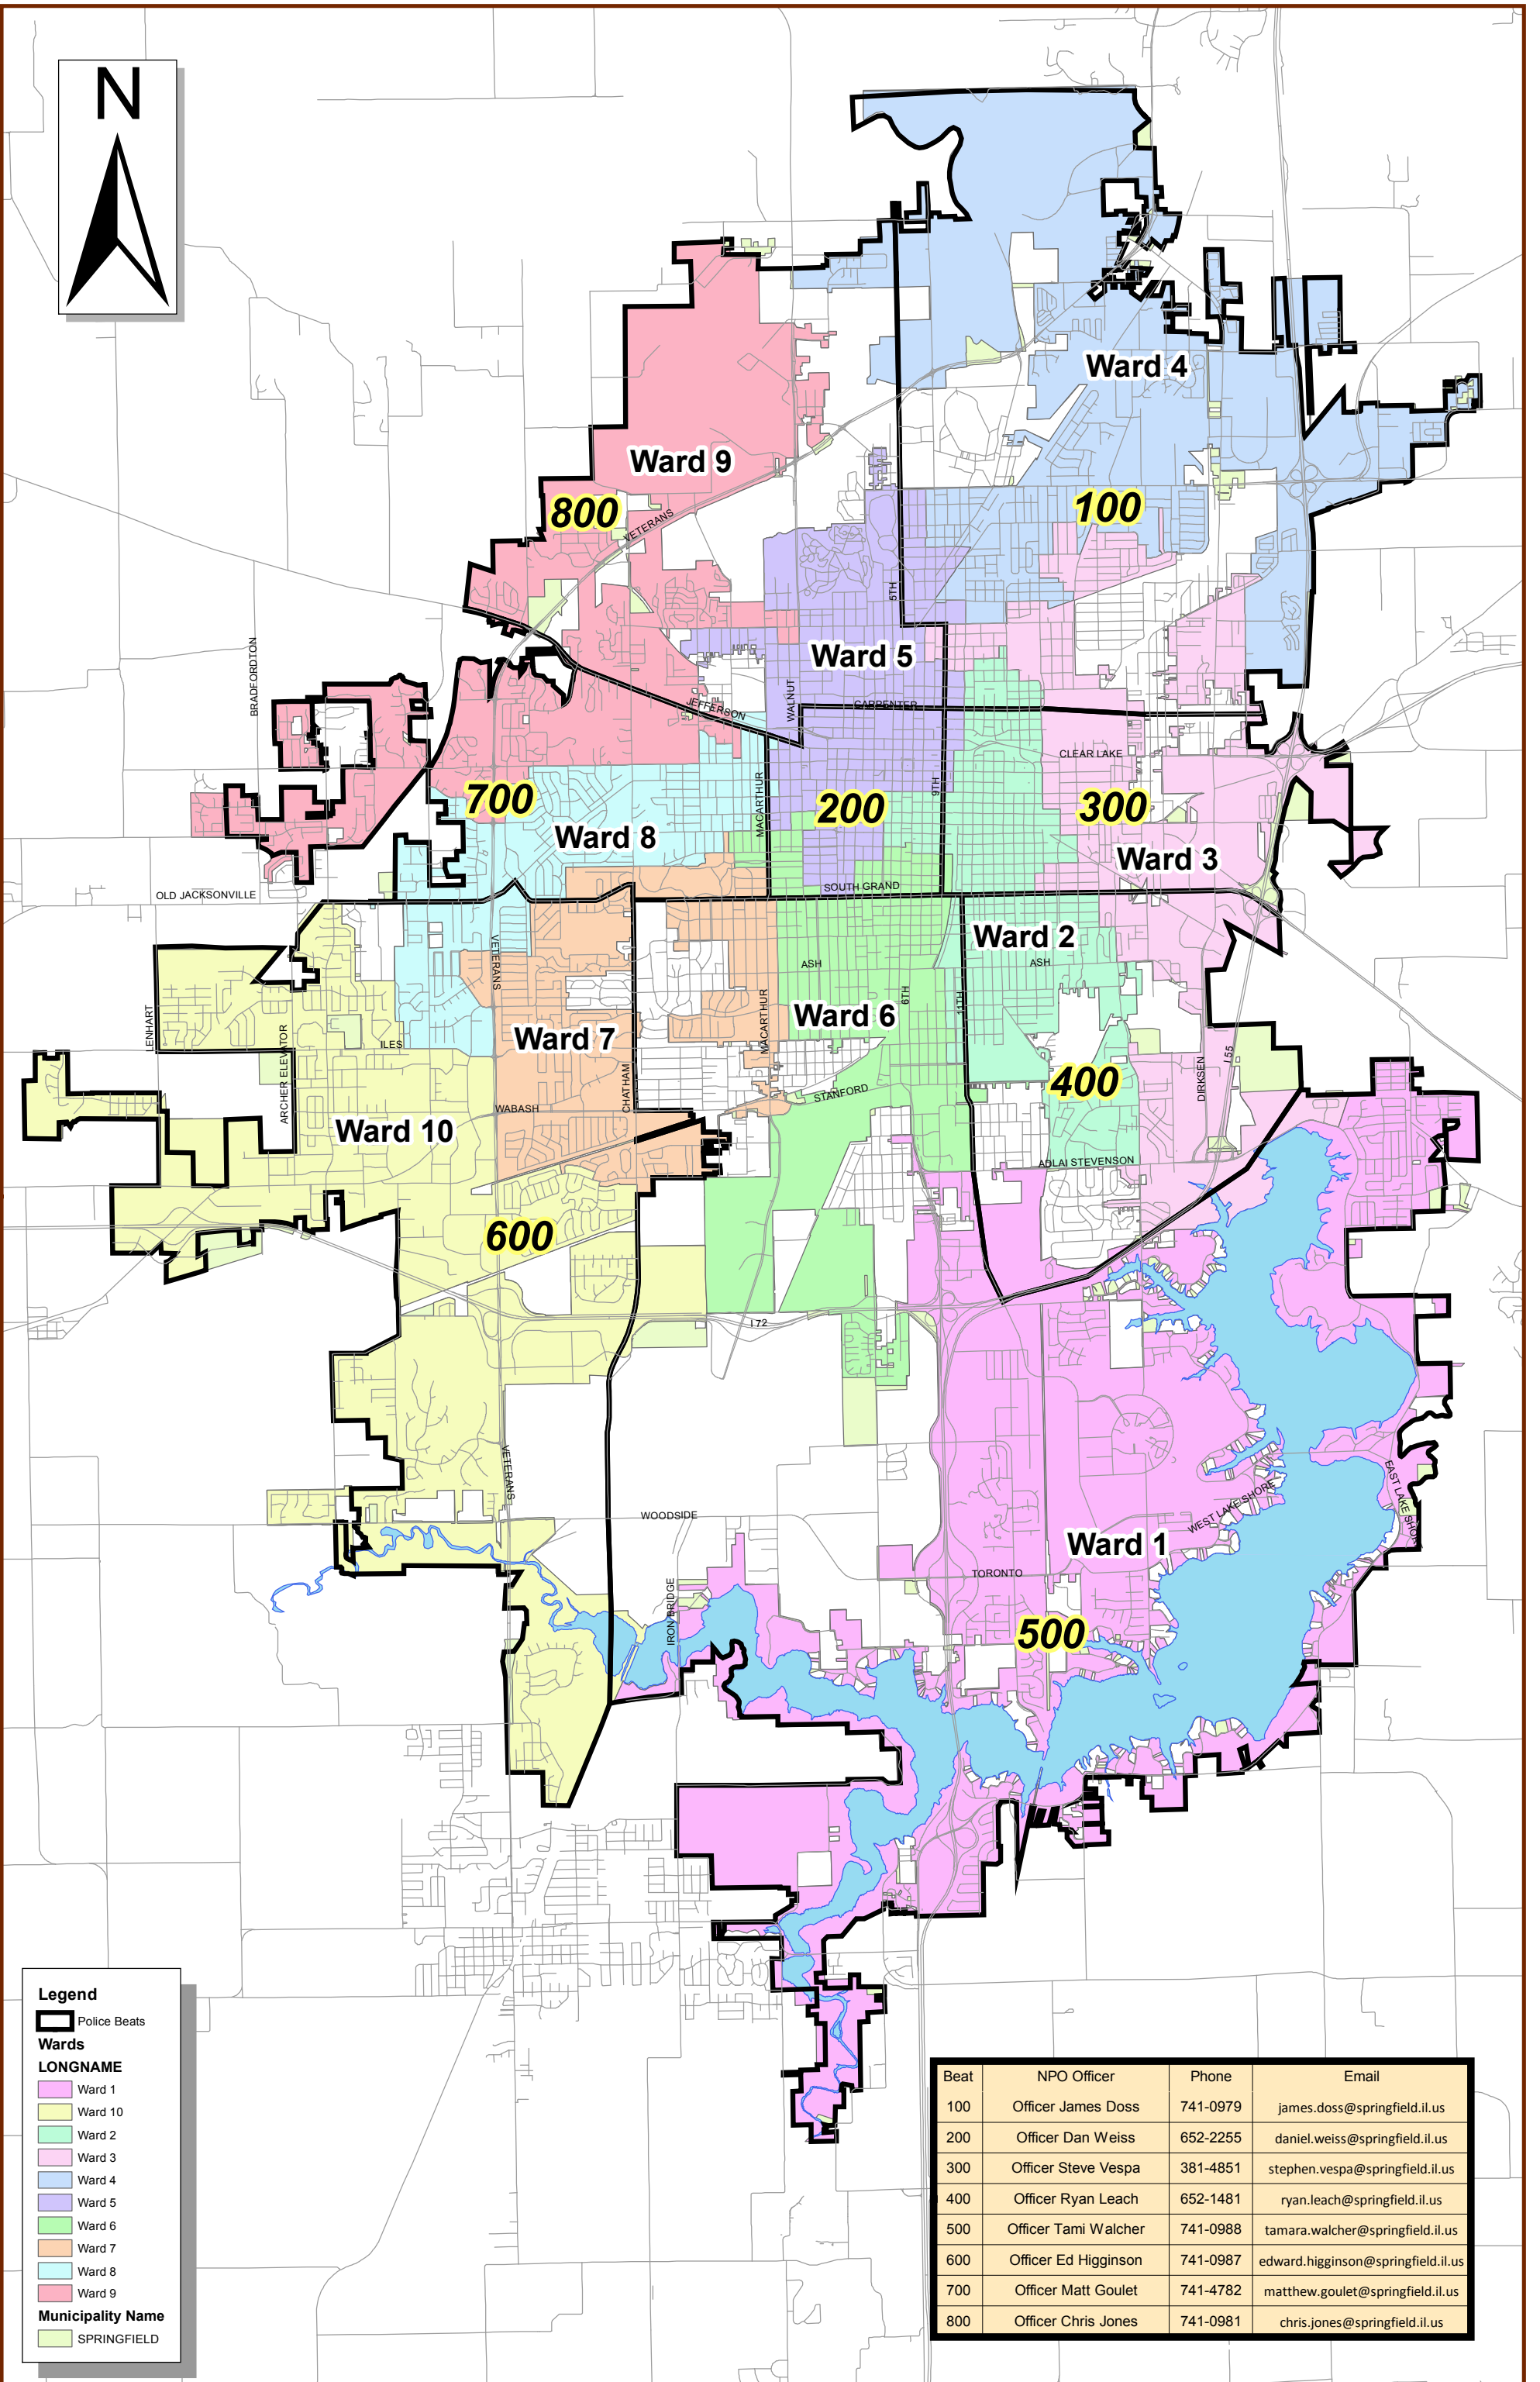 N
Ward 4
Ward 9
800
100
VETERANS
5TH
BRADFORDTON
Ward 5
WALNUT
JEFFERSON
CARPENTER
CLEAR LAKE
MACARTHUR
9TH
700
200
300
Ward 8
Ward 3
SOUTH GRAND
OLD JACKSONVILLE
VETERANS
Ward 2
ASH
ASH
LENHART
ARCHER ELEVATOR
ILES
Ward 7
MACARTHUR
Ward 6
6TH
11TH
I 55
DIRKSEN
400
CHATHAM
STANFORD
WABASH
Ward 10
ADLAI STEVENSON
600
I 72
VETERANS
EAST LAKE SHORE
WEST LAKE SHORE
WOODSIDE
Ward 1
TORONTO
IRON BRIDGE
500
Legend
Police Beats
Wards
LONGNAME
Ward 1
Ward 10
Ward 2
Ward 3
Ward 4
Ward 5
Ward 6
Ward 7
Ward 8
Ward 9
Municipality Name
SPRINGFIELD
Beat NPO Officer Phone Email
100 Officer James Doss 741-0979 james.doss@springfield.il.us
200 Officer Dan Weiss 652-2255 daniel.weiss@springfield.il.us
300 Officer Steve Vespa 381-4851 stephen.vespa@springfield.il.us
400 Officer Ryan Leach 652-1481 ryan.leach@springfield.il.us
500 Officer Tami Walcher 741-0988 tamara.walcher@springfield.il.us
600 Officer Ed Higginson 741-0987 edward.higginson@springfield.il.us
700 Officer Matt Goulet 741-4782 matthew.goulet@springfield.il.us
800 Officer Chris Jones 741-0981 chris.jones@springfield.il.us